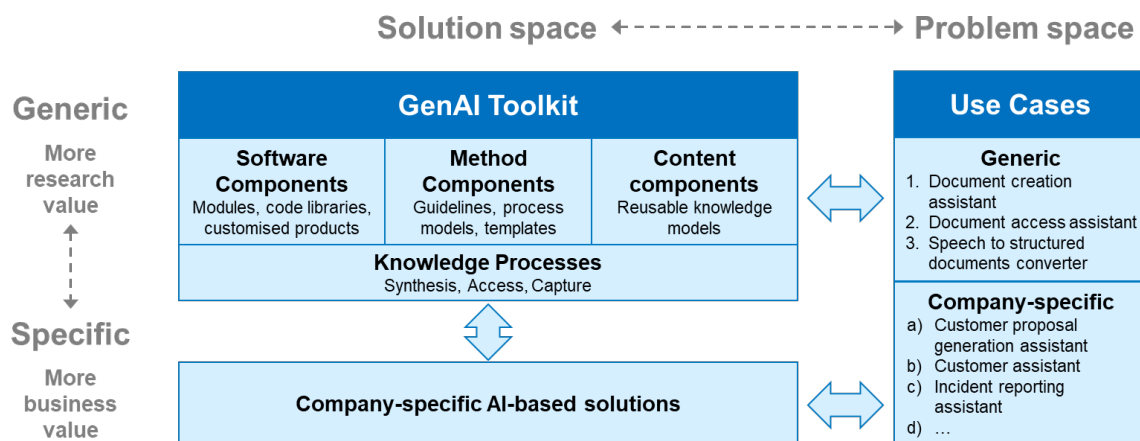 Solution space
Problem space
Generic
More
research
value
Specific
More
business
value
GenAI Toolkit
Software
Components
Modules, code libraries,
customised products
Method
Components
Guidelines, process
models, templates
Content
components
Reusable knowledge
models
Knowledge Processes
Synthesis, Access, Capture
Company-specific AI-based solutions
Use Cases
Generic
1. Document creation
assistant
2. Document access assistant
3. Speech to structured
documents converter
Company-specific
a) Customer proposal
generation assistant
b) Customer assistant
c) Incident reporting
assistant
d) …